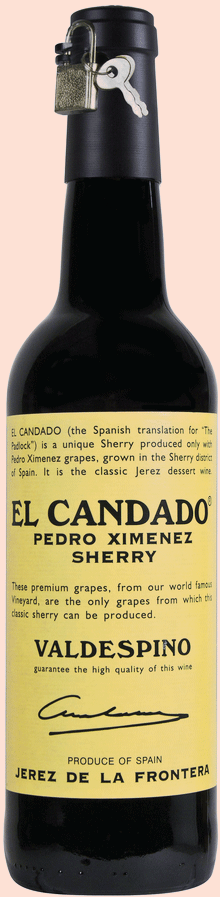 EL CANDADO (the Spanish translation for "The
Padlock") is a unique Sherry produced only with
Pedro Ximenez grapes, grown in the Sherry district
of Spain. It is the classic Jerez dessert wine.
EL CANDADO®
PEDRO XIMENEZ
SHERRY
These premium grapes, from our world famous
Vineyard, are the only grapes from which this
classic sherry can be produced.
VALDESPINO
guarantee the high quality of this wine
PRODUCE OF SPAIN
JEREZ DE LA FRONTERA